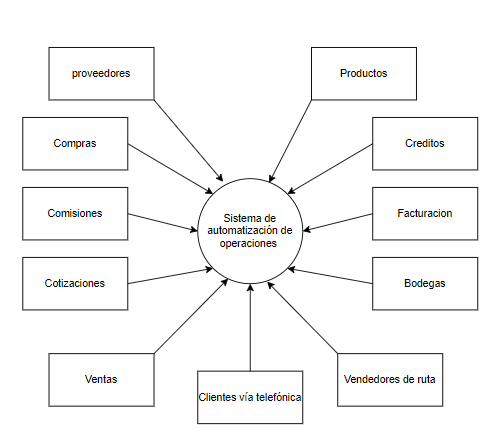 proveedores
Productos
Compras
Creditos
Comisiones
Sistema de
automatización de
operaciones
Facturacion
Cotizaciones
Bodegas
Ventas
Clientes vía telefónica
Vendedores de ruta